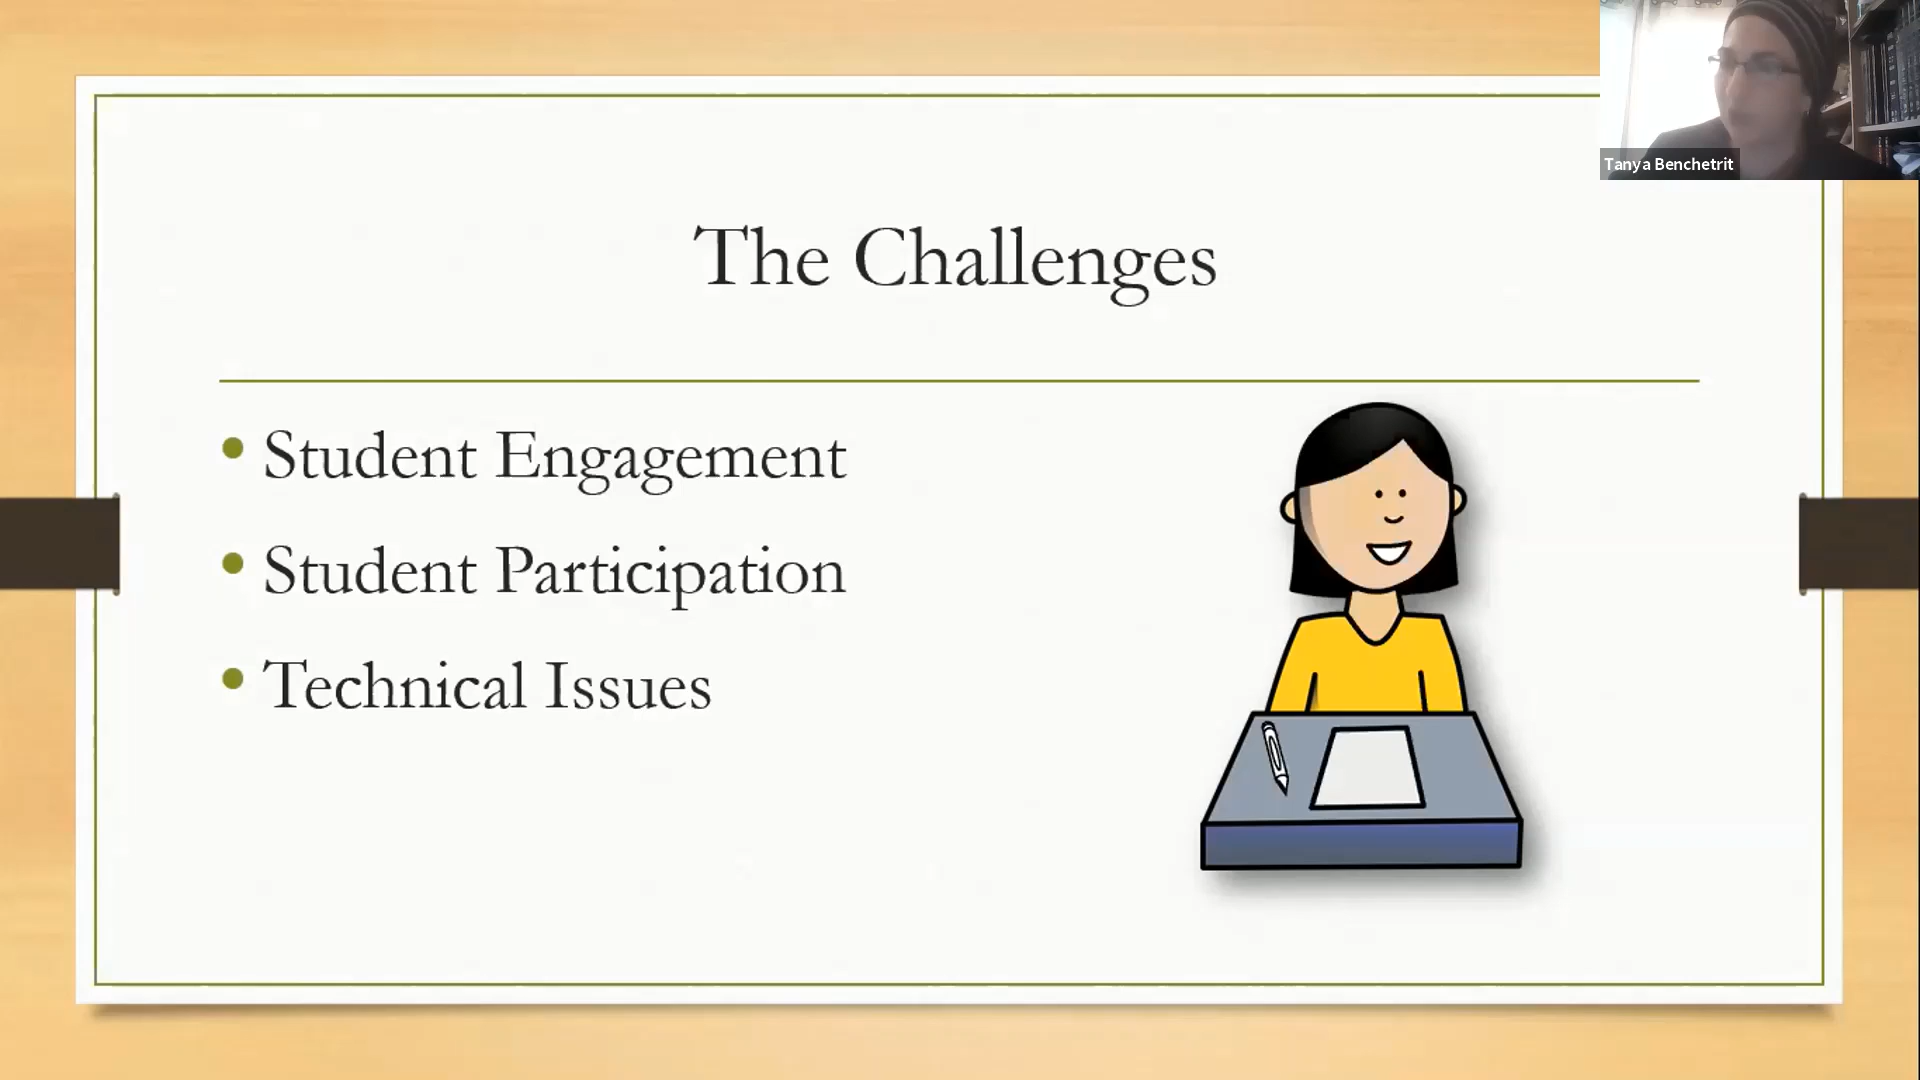 Tanya Benchetrit
The Challenges
• Student Engagement
• Student Participation
• Technical Issues